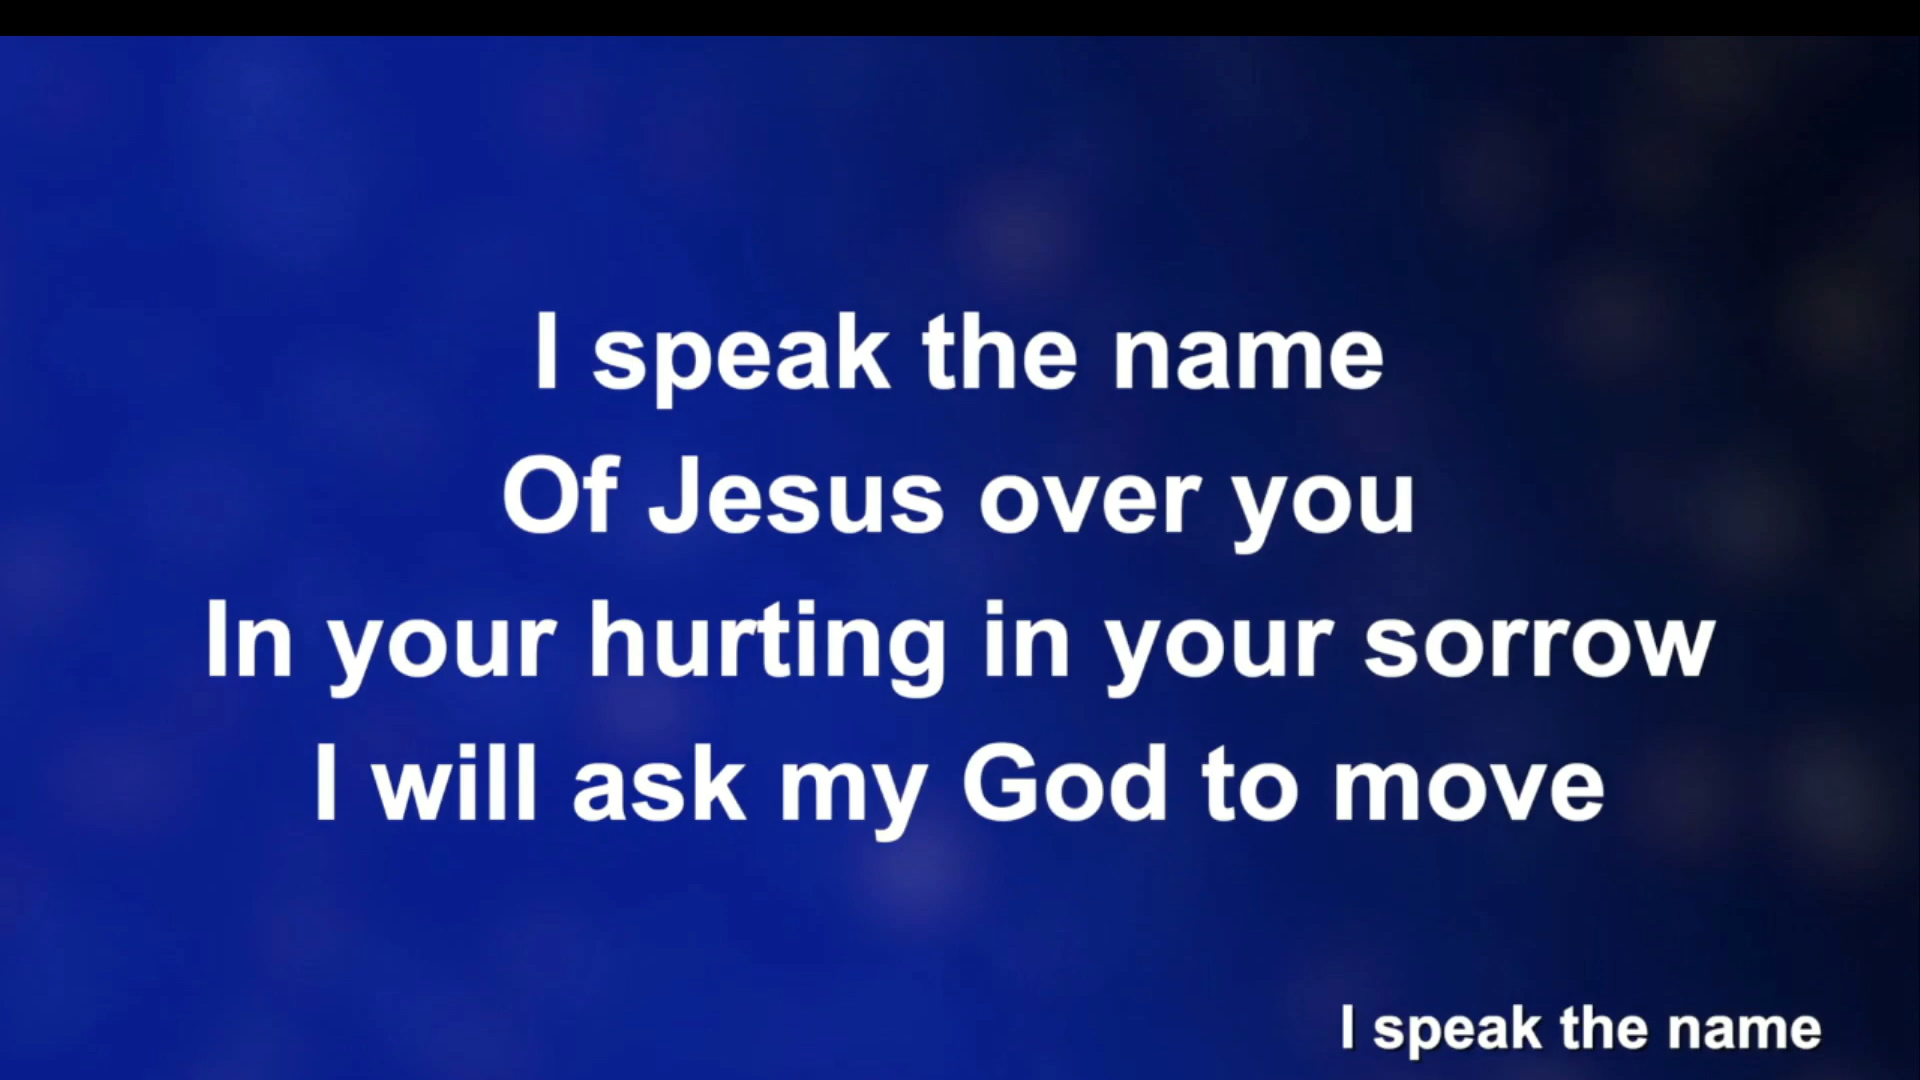 I speak the name
Of Jesus over you
In your hurting in your sorrow
I will ask my God to move
I speak the name